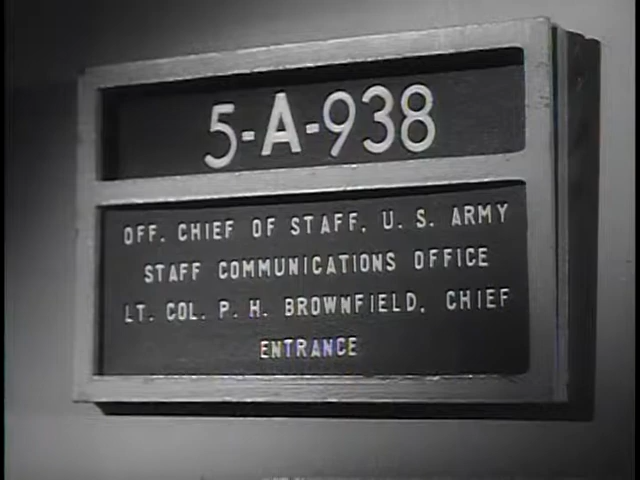 5-A-938
OFF. CHIEF OF STAFF, U. S. ARMY
STAFF COMMUNICATIONS OFFICE
LT. COL. P. H. BROWNFIELD, CHIEF
ENTRANCE